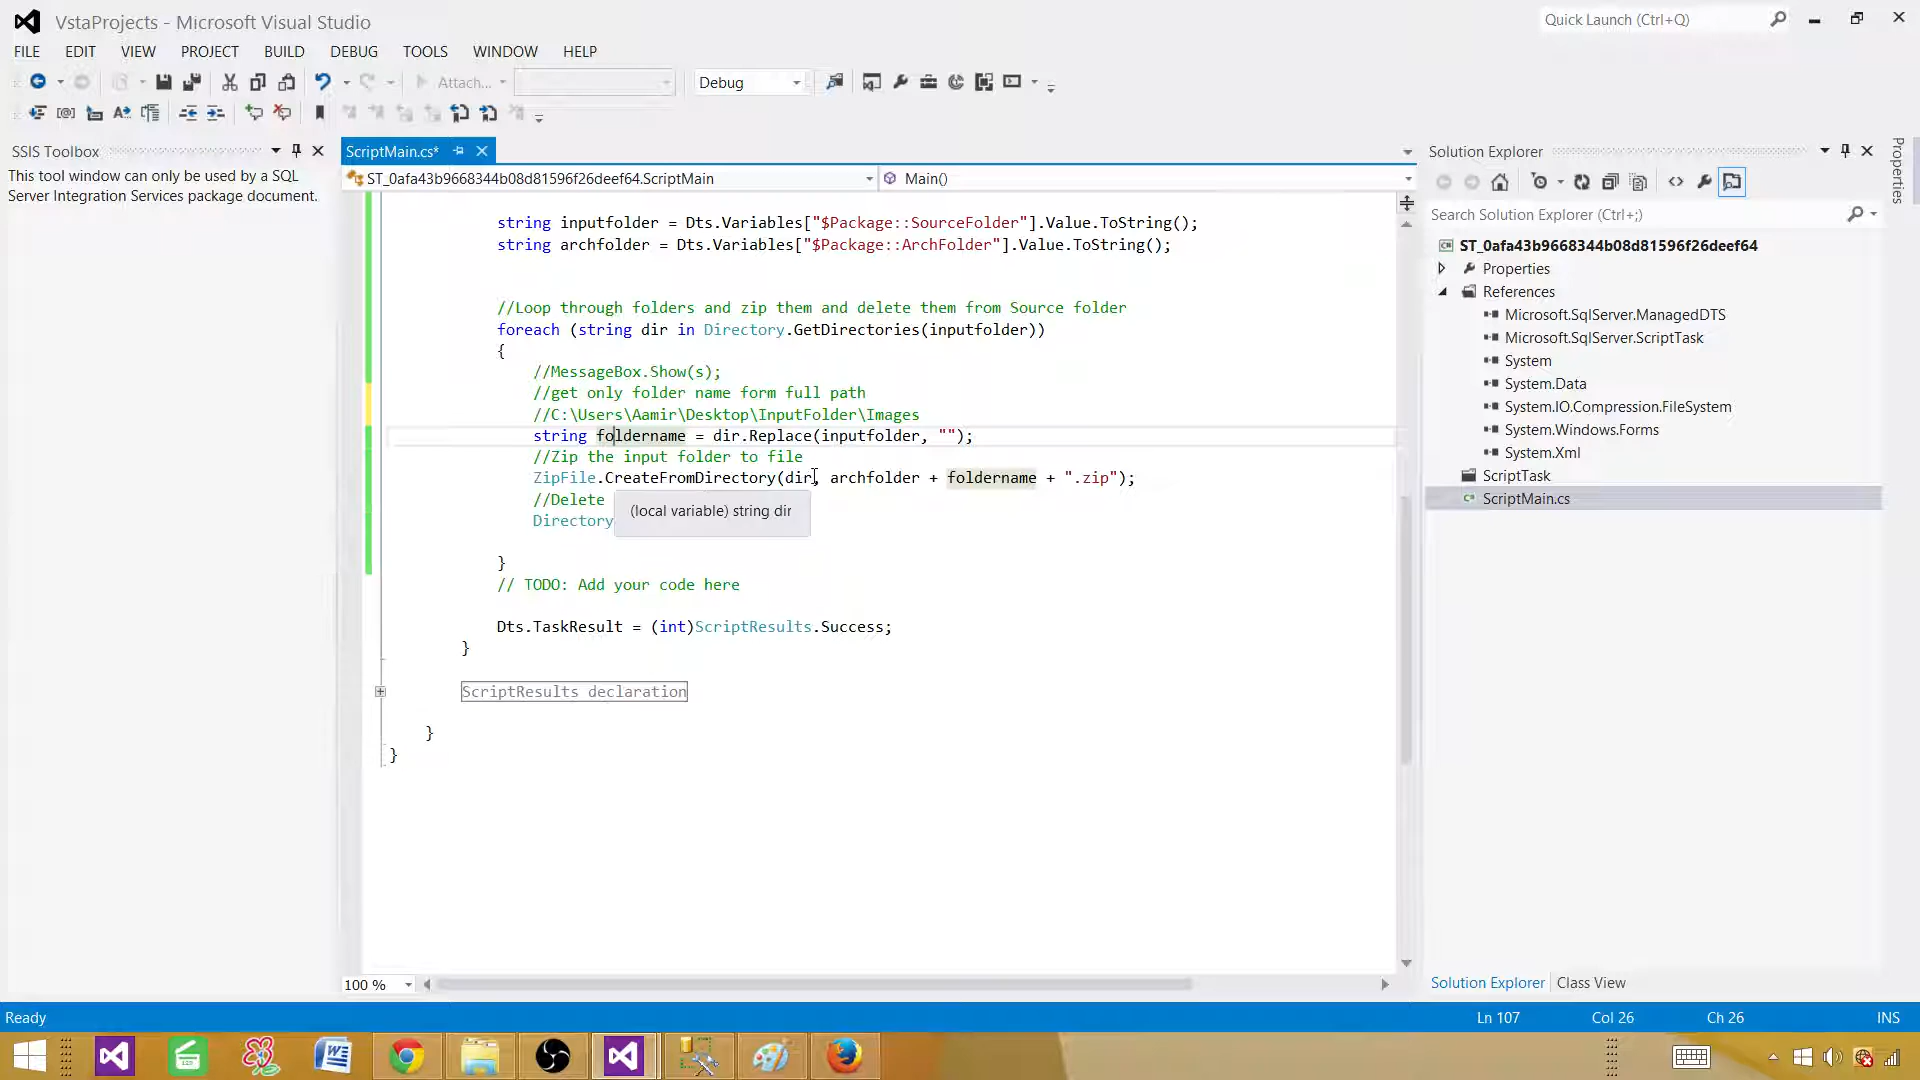 VstaProjects - Microsoft Visual Studio
Quick Launch (Ctrl+Q)
FILE EDIT VIEW PROJECT BUILD DEBUG TOOLS WINDOW HELP
Attach...
Debug
SSIS Toolbox
This tool window can only be used by a SQL
Server Integration Services package document.
ScriptMain.cs*
ST_0afa43b9668344b08d81596f26deef64.ScriptMain
Main()
string inputfolder = Dts.Variables["$Package::SourceFolder"].Value.ToString();
string archfolder = Dts.Variables["$Package::ArchFolder"].Value.ToString();
//Loop through folders and zip them and delete them from Source folder
foreach (string dir in Directory.GetDirectories(inputfolder))
{
//MessageBox.Show(s);
//get only folder name form full path
//C:\Users\Aamir\Desktop\InputFolder\Images
string foldername = dir.Replace(inputfolder, "");
//Zip the input folder to file
ZipFile.CreateFromDirectory(dir, archfolder + foldername + ".zip");
//Delete
Directory
(local variable) string dir
}
// TODO: Add your code here
Dts.TaskResult = (int)ScriptResults.Success;
}
ScriptResults declaration
}
}
100 %
Solution Explorer
Search Solution Explorer (Ctrl+;)
ST_0afa43b9668344b08d81596f26deef64
Properties
References
Microsoft.SqlServer.ManagedDTS
Microsoft.SqlServer.ScriptTask
System
System.Data
System.IO.Compression.FileSystem
System.Windows.Forms
System.Xml
ScriptTask
ScriptMain.cs
Solution Explorer
Class View
Properties
Ready
Ln 107
Col 26
Ch 26
INS